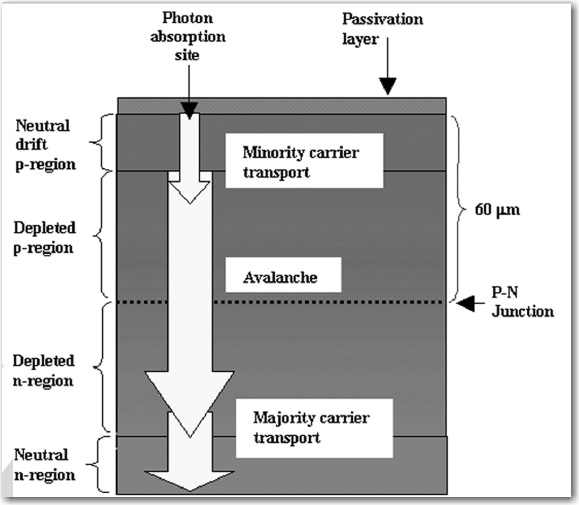 Photon
absorption
site
Passivation
layer
Neutral
drift
p-region
Minority carrier
transport
Depleted
p-region
60 μm
Avalanche
P-N
Junction
Depleted
n-region
Majority carrier
transport
Neutral
n-region